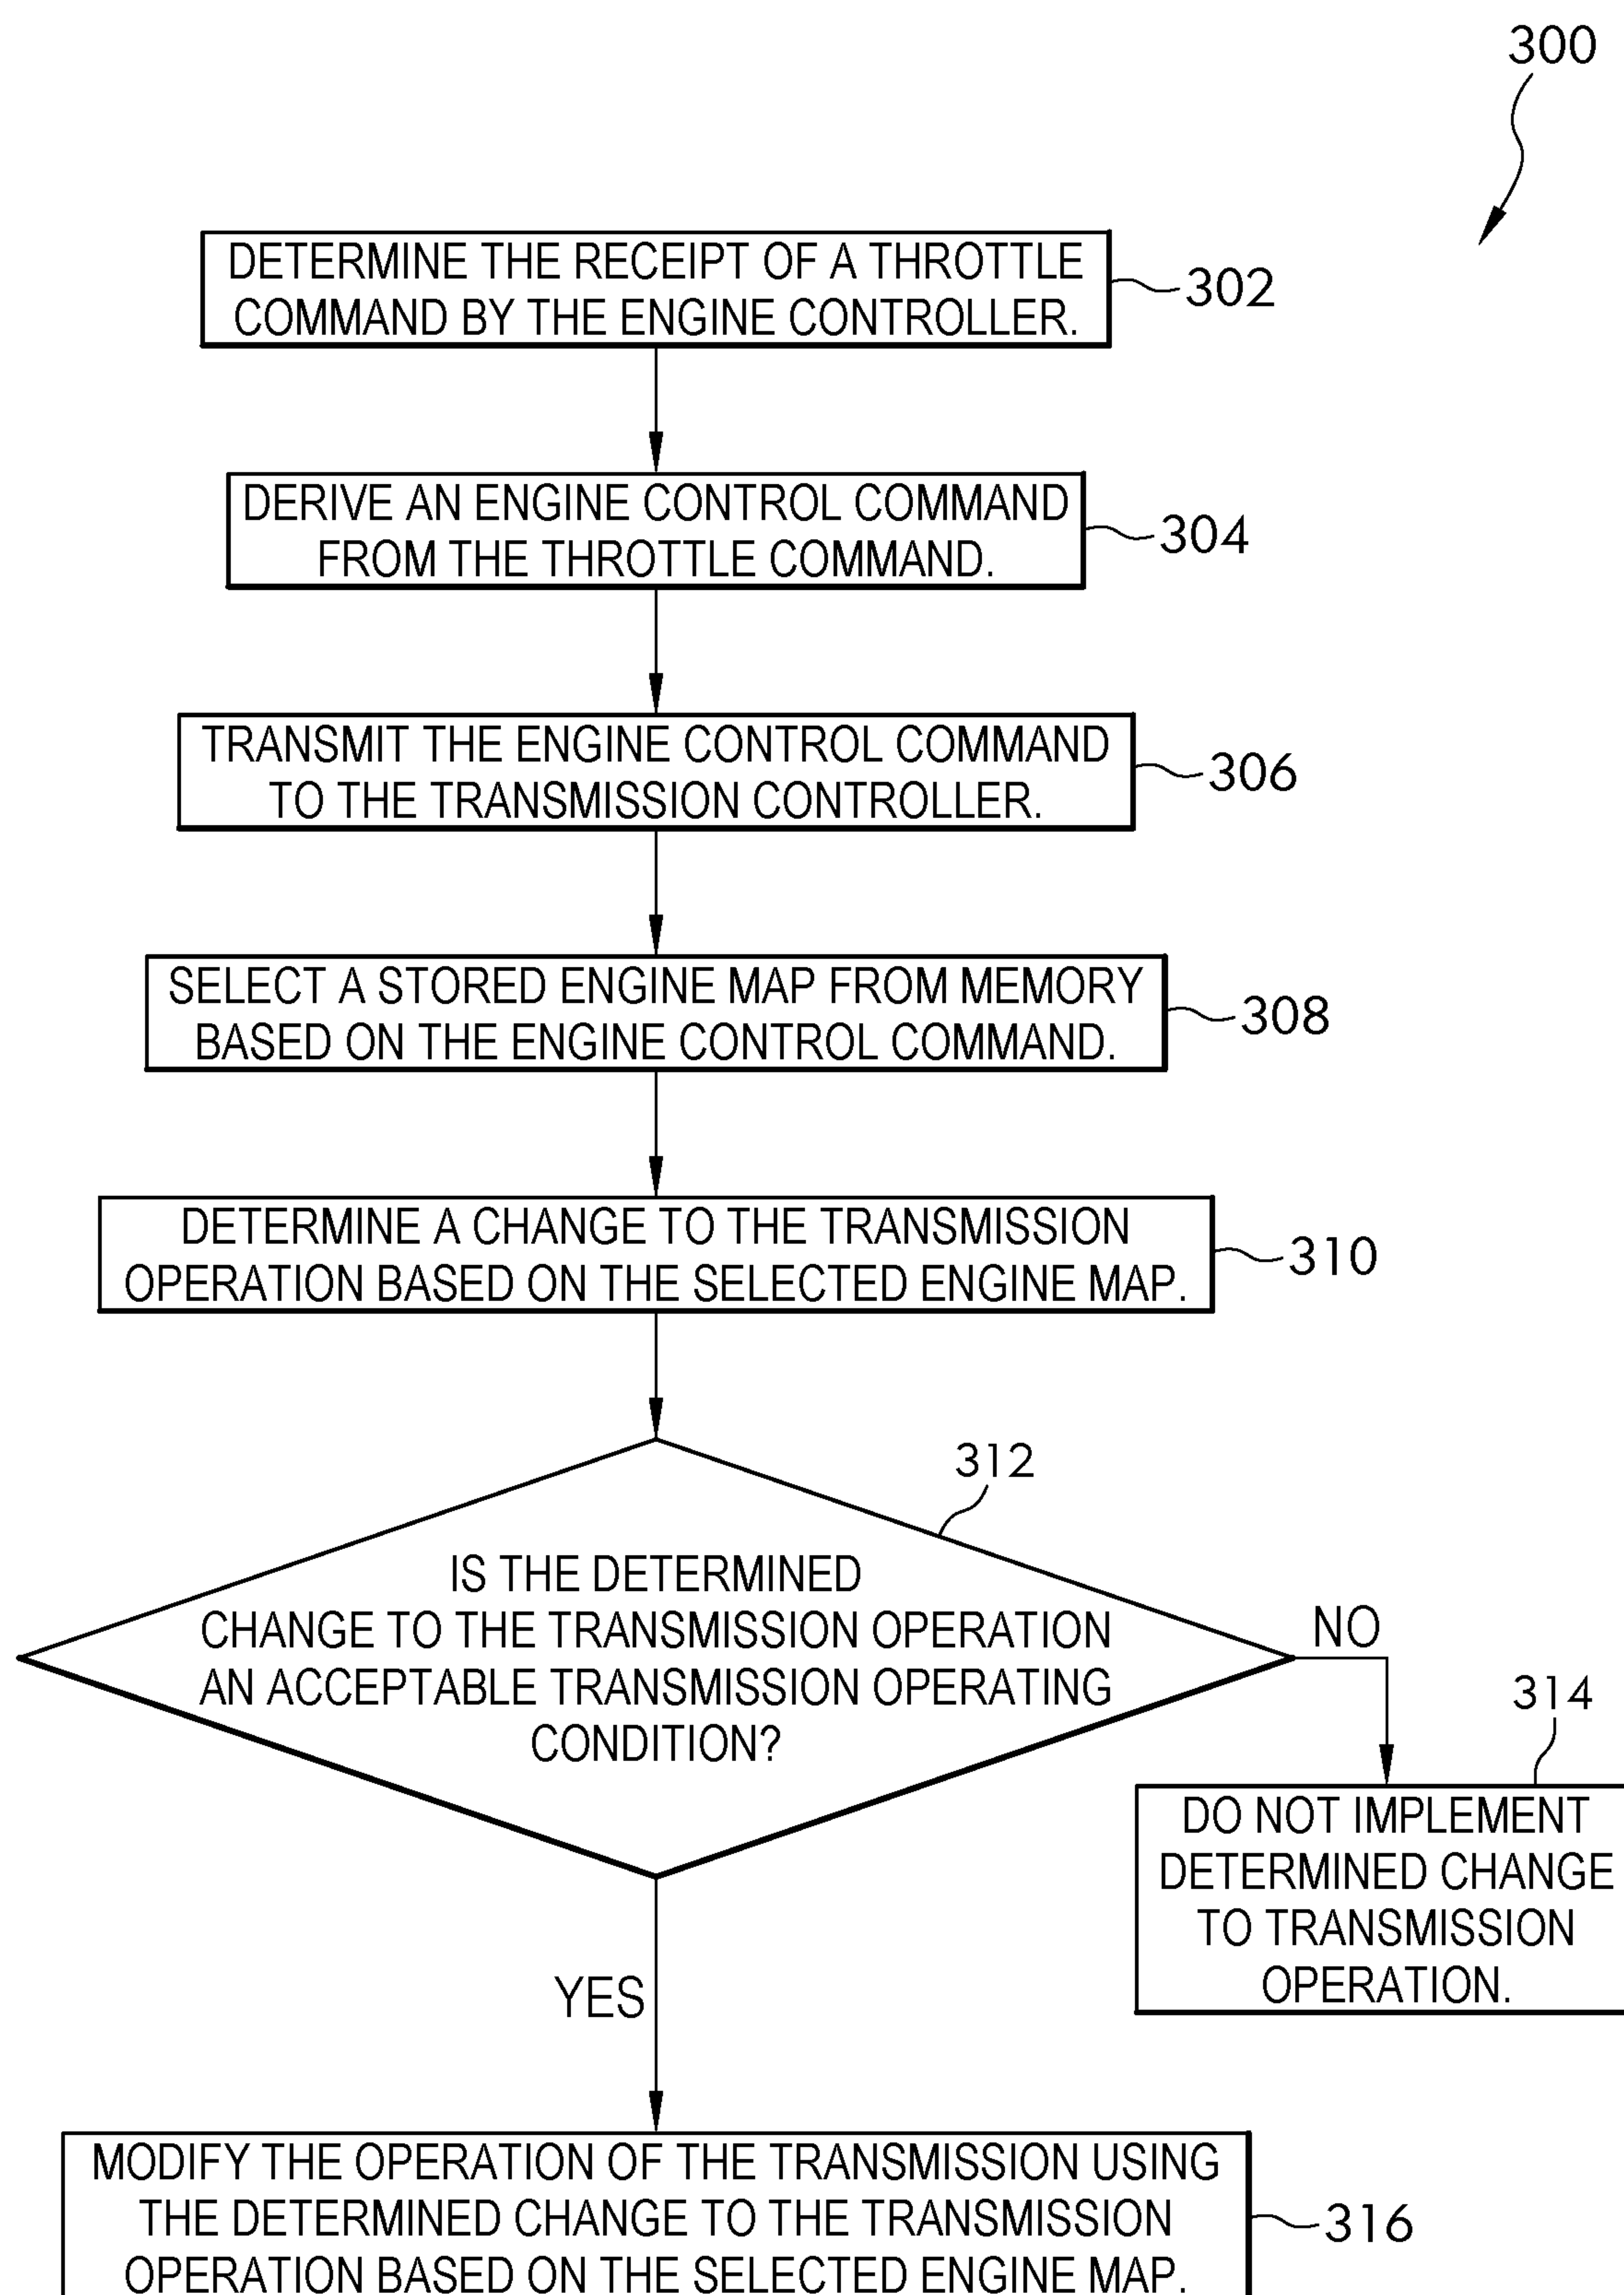 300
DETERMINE THE RECEIPT OF A THROTTLE
COMMAND BY THE ENGINE CONTROLLER.
302
DERIVE AN ENGINE CONTROL COMMAND
FROM THE THROTTLE COMMAND.
304
TRANSMIT THE ENGINE CONTROL COMMAND
TO THE TRANSMISSION CONTROLLER.
306
SELECT A STORED ENGINE MAP FROM MEMORY
BASED ON THE ENGINE CONTROL COMMAND.
308
DETERMINE A CHANGE TO THE TRANSMISSION
OPERATION BASED ON THE SELECTED ENGINE MAP.
310
312
IS THE DETERMINED
CHANGE TO THE TRANSMISSION OPERATION
AN ACCEPTABLE TRANSMISSION OPERATING
CONDITION?
NO
314
DO NOT IMPLEMENT
DETERMINED CHANGE
TO TRANSMISSION
OPERATION.
YES
MODIFY THE OPERATION OF THE TRANSMISSION USING
THE DETERMINED CHANGE TO THE TRANSMISSION
OPERATION BASED ON THE SELECTED ENGINE MAP.
316